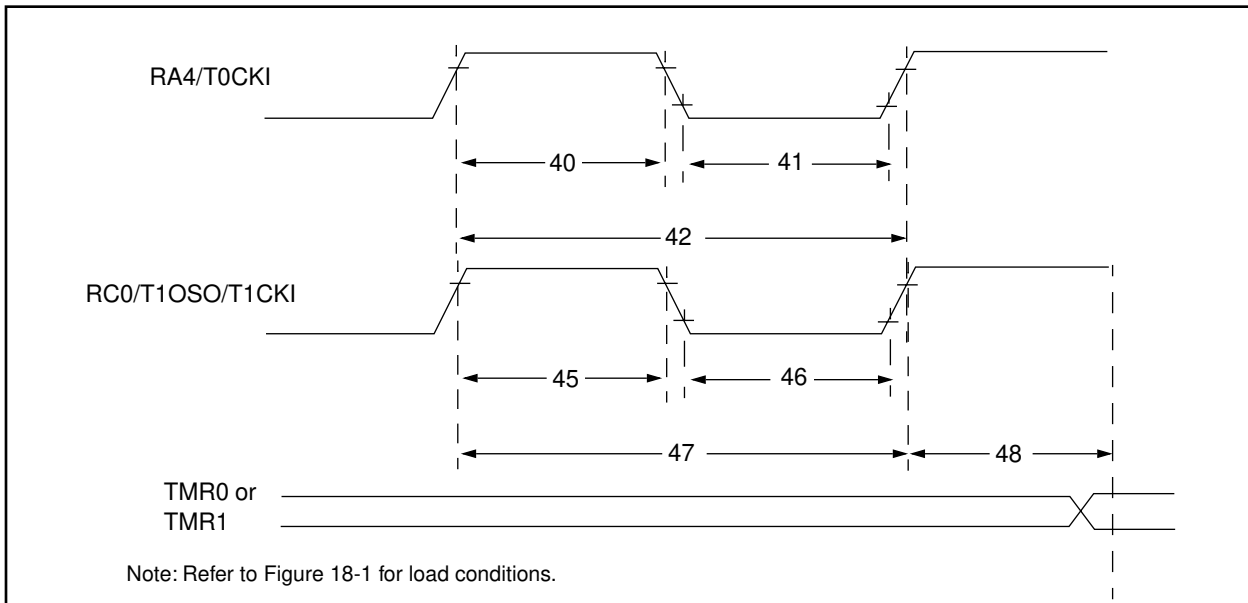 RA4/T0CKI
40
41
42
RC0/T1OSO/T1CKI
45
46
47
48
TMR0 or
TMR1
Note: Refer to Figure 18-1 for load conditions.